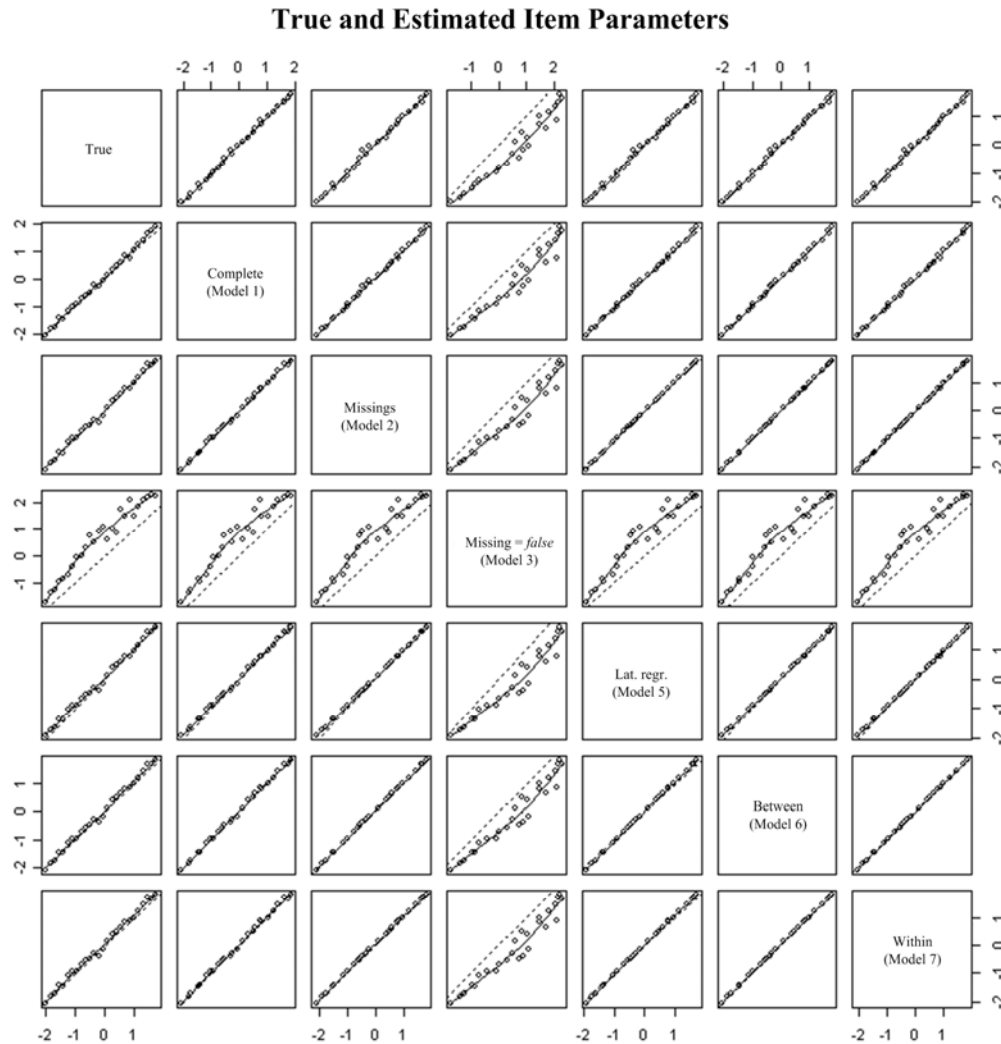 True and Estimated Item Parameters
-2 -1 0 1 2
-1 0 1 2
-2 -1 0 1
True
-2 -1 0 1
-2 -1 0 1 2
Complete
(Model 1)
Missings
(Model 2)
-2 -1 0 1
-1 0 1 2
Missing = false
(Model 3)
Lat. regr.
(Model 5)
-2 -1 0 1
-2 -1 0 1
Between
(Model 6)
Within
(Model 7)
-2 -1 0 1
-2 -1 0 1
-2 -1 0 1
-2 -1 0 1
-2 -1 0 1